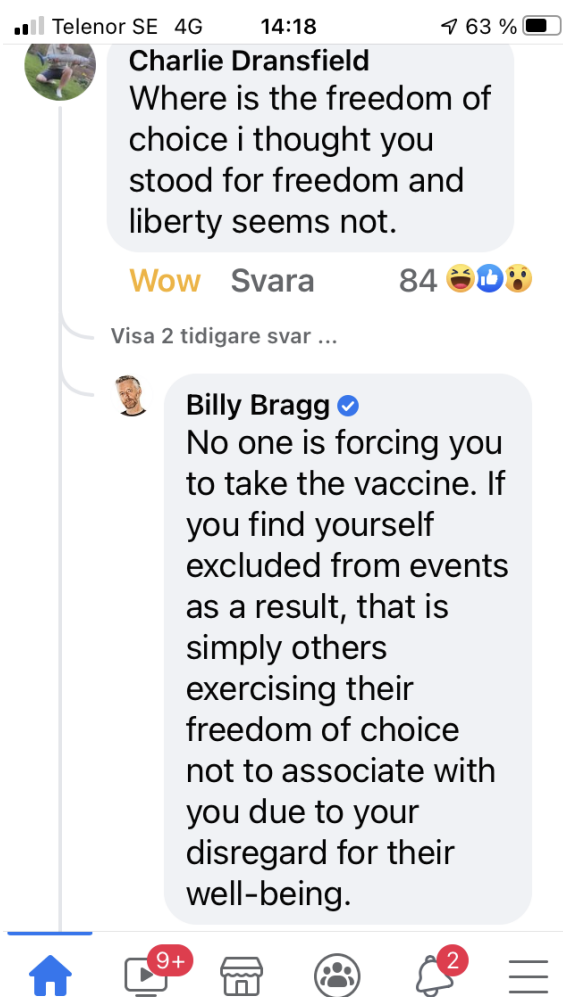 Telenor SE 4G 14:18 63 %
Charlie Dransfield
Where is the freedom of
choice i thought you
stood for freedom and
liberty seems not.
Wow Svara 84
Visa 2 tidigare svar ...
Billy Bragg
No one is forcing you
to take the vaccine. If
you find yourself
excluded from events
as a result, that is
simply others
exercising their
freedom of choice
not to associate with
you due to your
disregard for their
well-being.
9+ 2